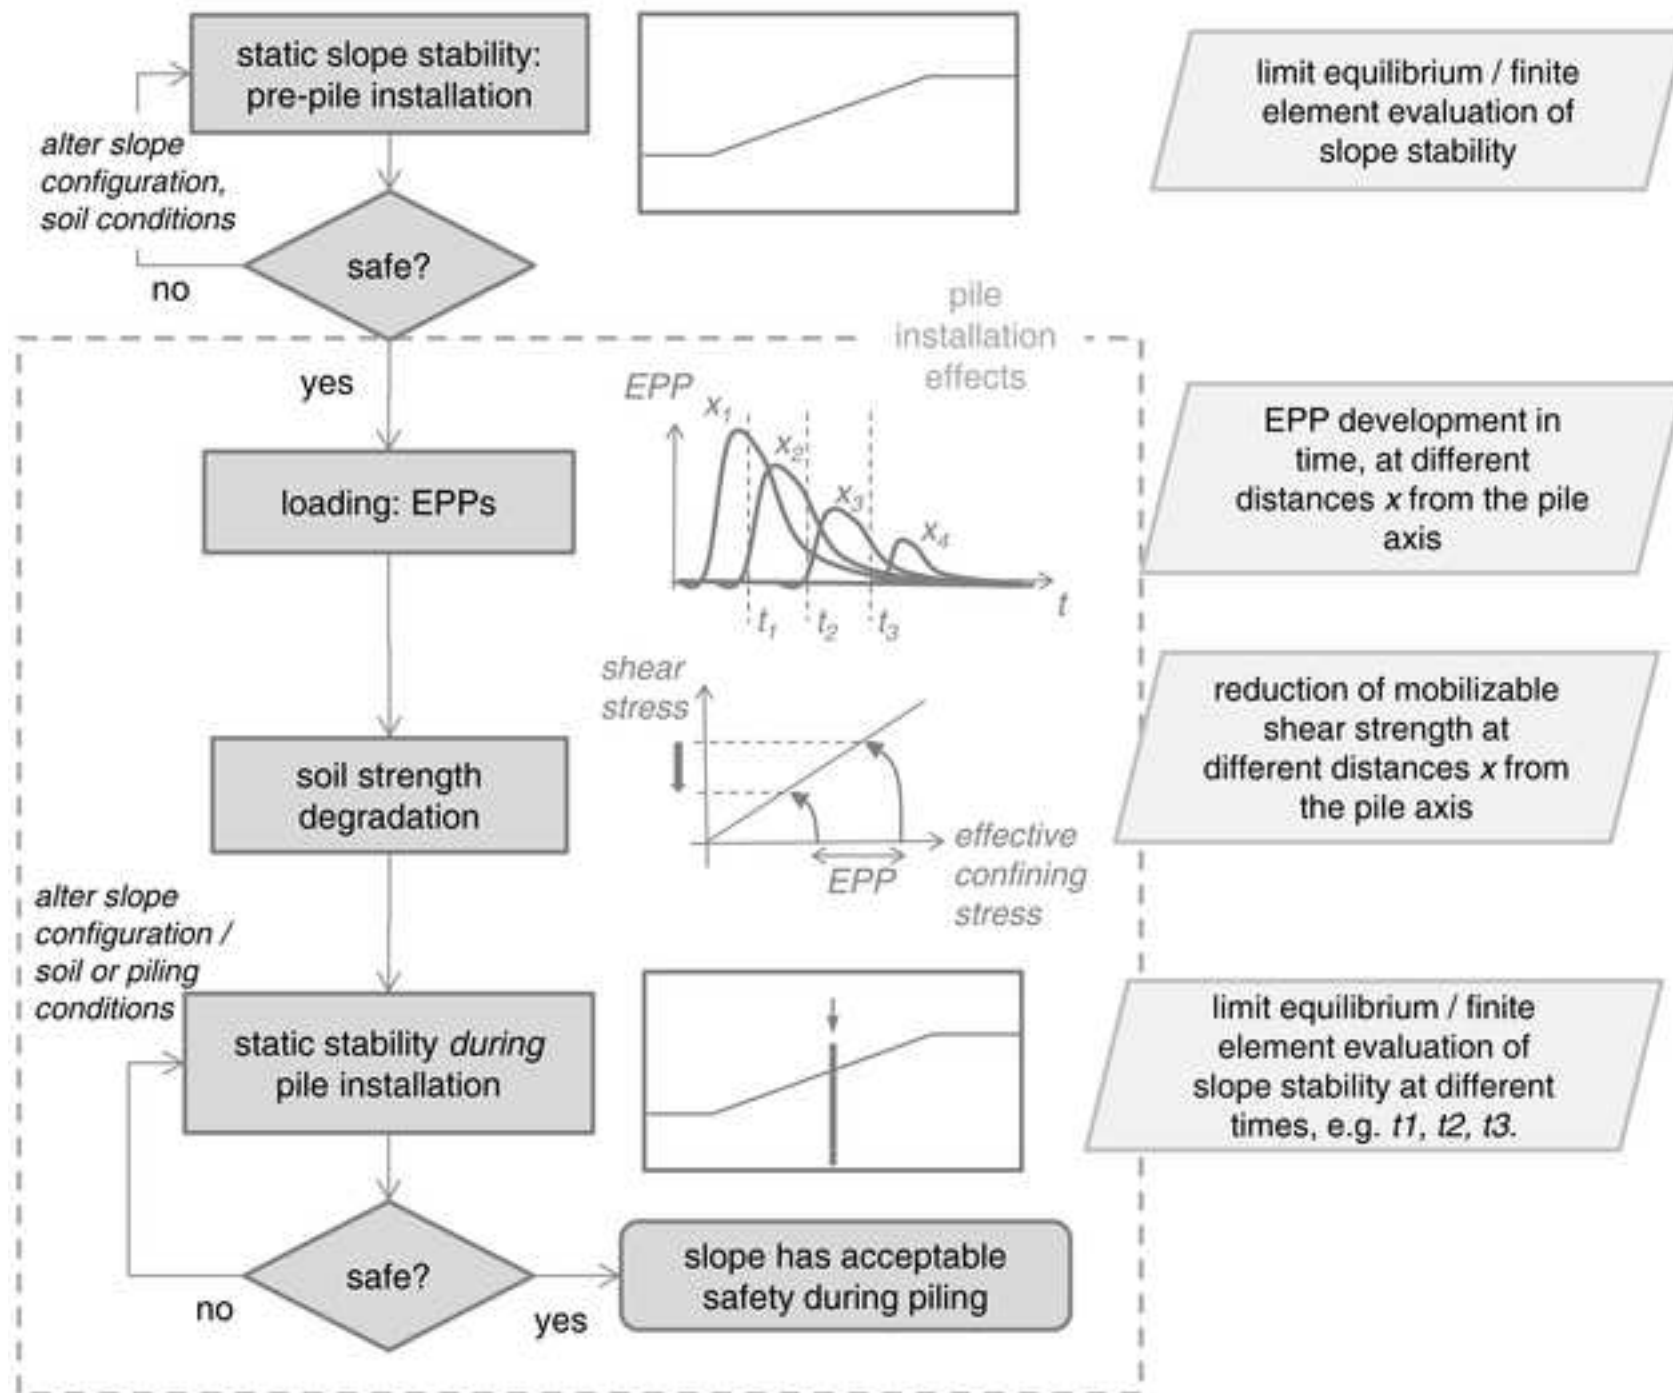 static slope stability:
pre-pile installation
alter slope
configuration,
soil conditions
safe?
no
yes
limit equilibrium / finite
element evaluation of
slope stability
pile
installation
effects
loading: EPPs
EPP
x1
x2
x3
x4
t1
t2
t3
t
EPP development in
time, at different
distances x from the pile
axis
soil strength
degradation
shear
stress
EPP
effective
confining
stress
reduction of mobilizable
shear strength at
different distances x from
the pile axis
alter slope
configuration /
soil or piling
conditions
static stability during
pile installation
limit equilibrium / finite
element evaluation of
slope stability at different
times, e.g. t1, t2, t3.
safe?
no
yes
slope has acceptable
safety during piling